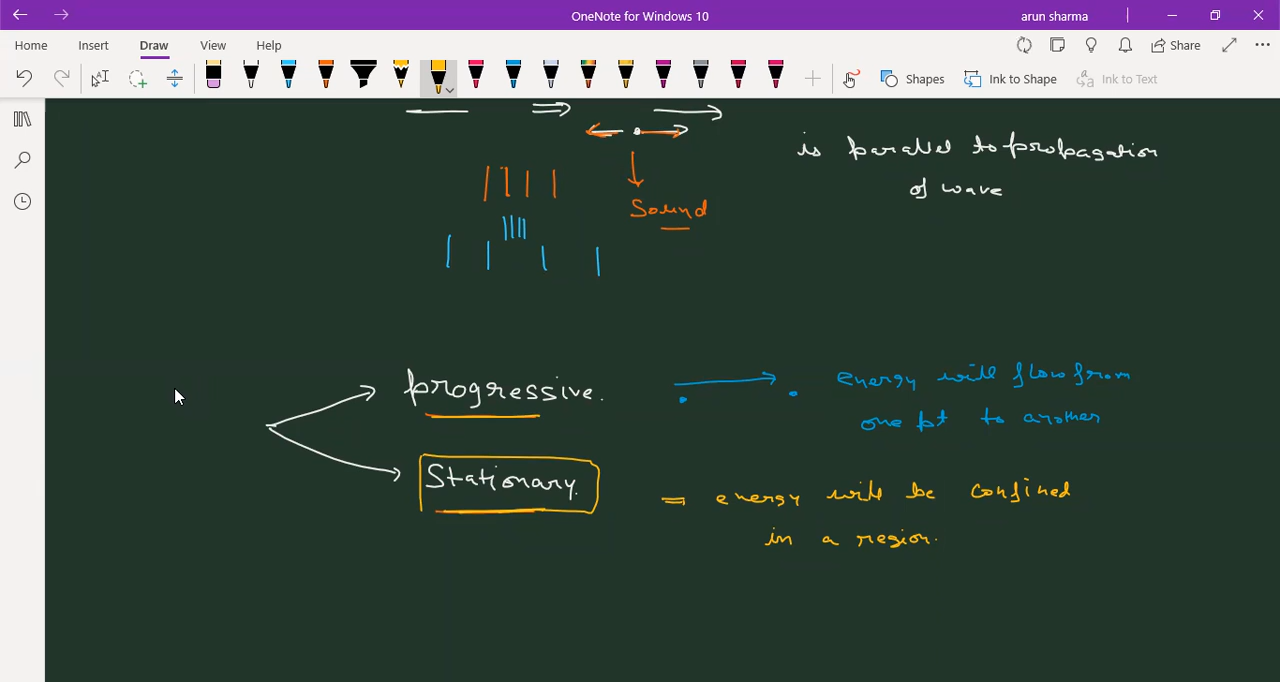 OneNote for Windows 10
arun sharma
Home Insert Draw View Help
Share
Shapes Ink to Shape Ink to Text
is parallel to propagation
of wave
Sound
progressive.
energy will flow from
one pt to another
Stationary.
= energy will be confined
in a region.